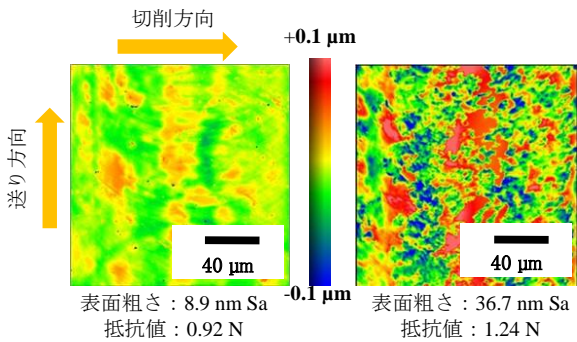 切削方向
送り方向
+0.1 µm
-0.1 µm
40 µm
40 µm
表面粗さ：8.9 nm Sa
抵抗値：0.92 N
表面粗さ：36.7 nm Sa
抵抗値：1.24 N